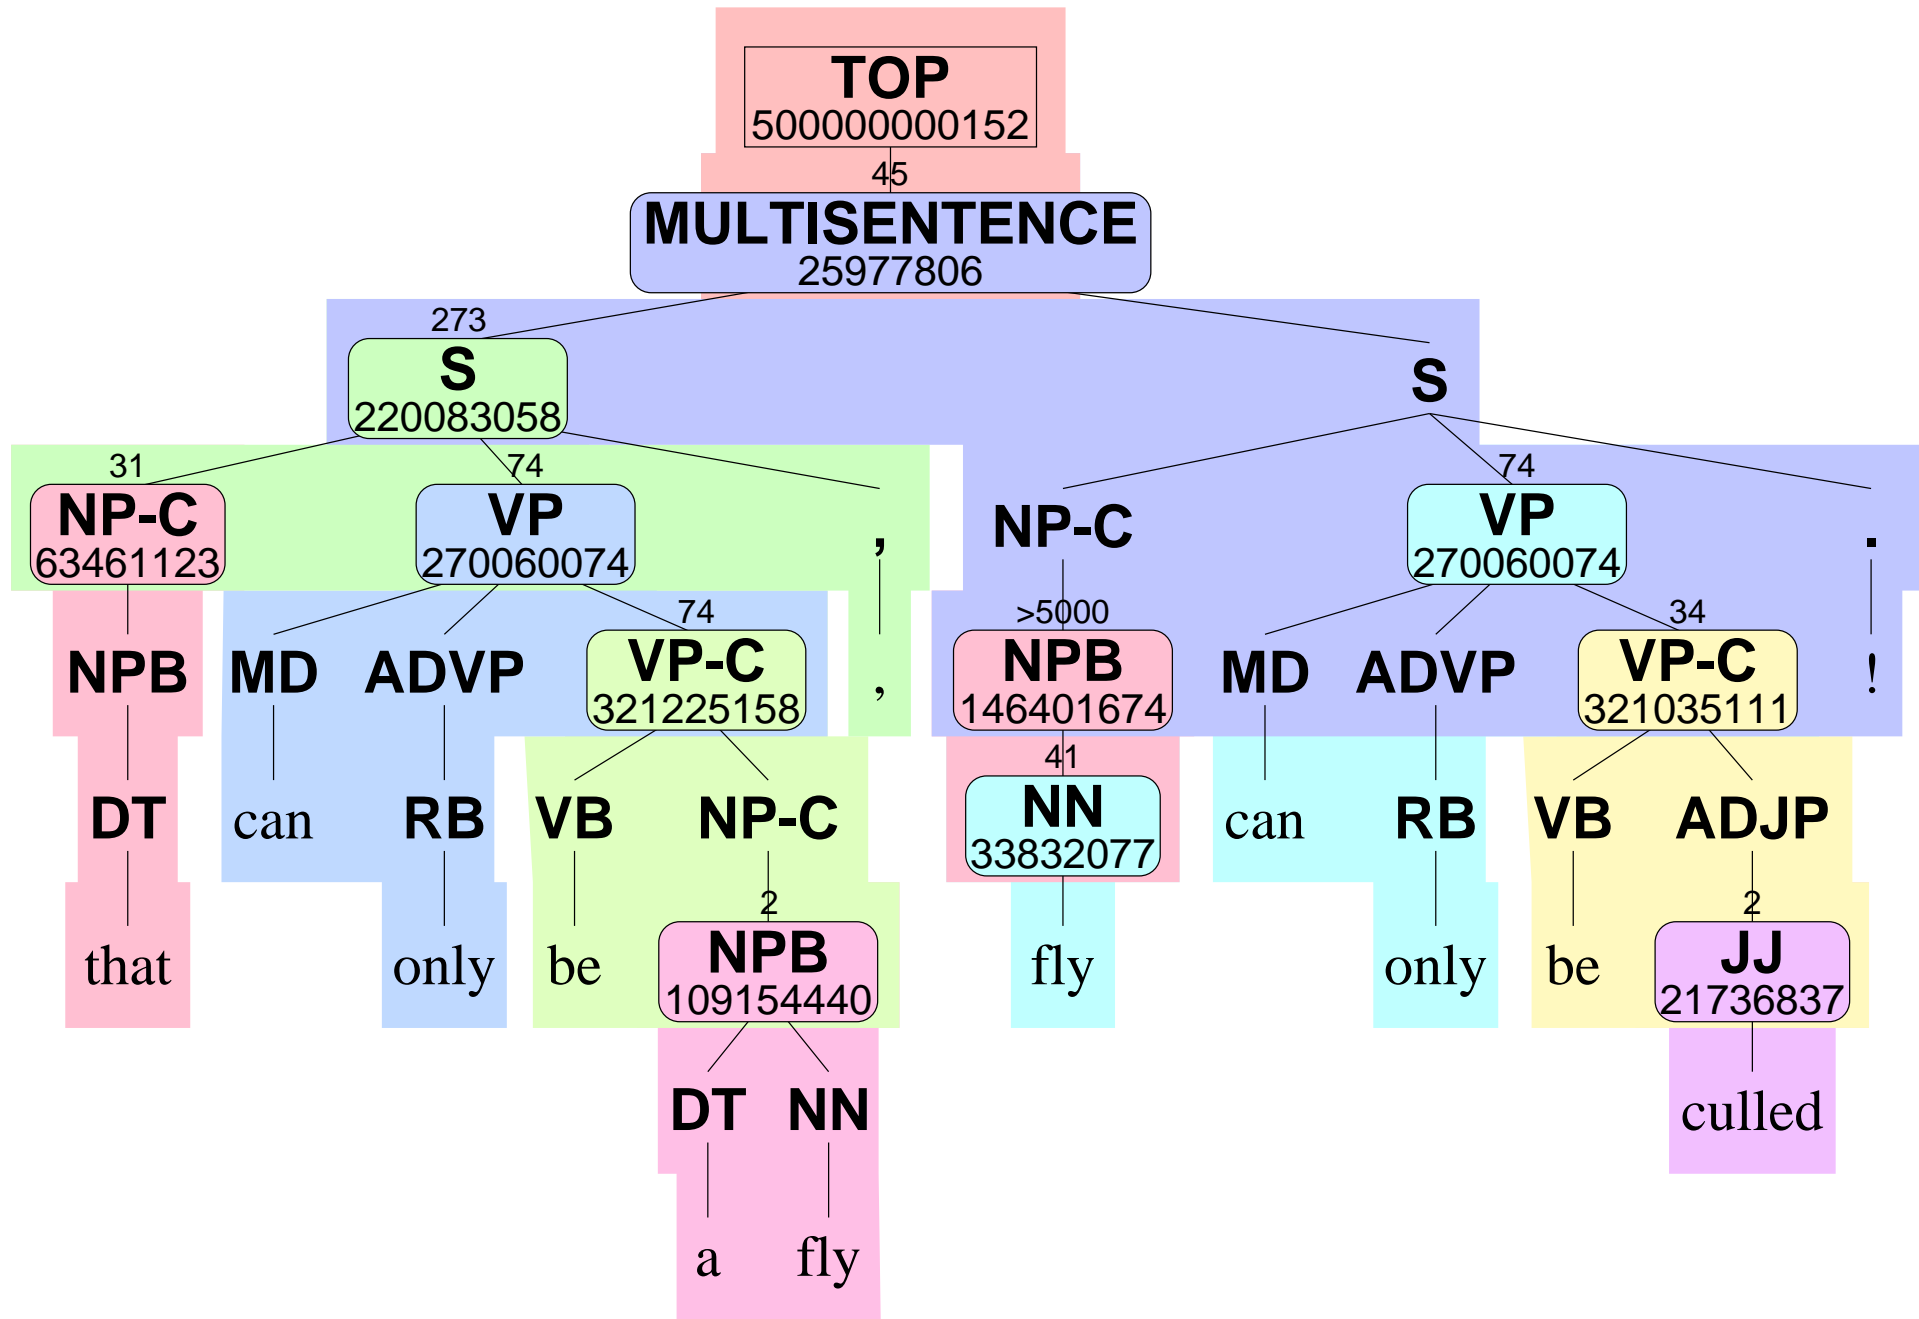 TOP
500000000152
45
MULTISENTENCE
25977806
273
S
220083058
S
31 74 74
NP-C VP , NP-C VP .
63461123 270060074 270060074
74 >5000 34
NPB MD ADVP VP-C , NPB MD ADVP VP-C !
321225158 146401674 321035111
41
DT can RB VB NP-C NN can RB VB ADJP
33832077
2 2
that only be NPB fly only be JJ
109154440 21736837
DT NN culled
a fly